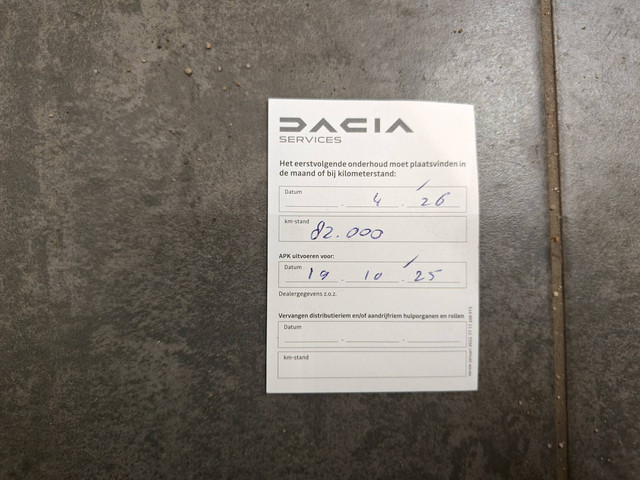 DACIA
SERVICES
Het eerstvolgende onderhoud moet plaatsvinden in
de maand of bij kilometerstand:
Datum
4 . 26
km-stand
82.000
APK uitvoeren voor:
Datum
19 . 10 . 25
Dealergegevens z.o.z.
Vervangen distributieriem en/of aandrijfriem hulporganen en rollen
Datum
km-stand